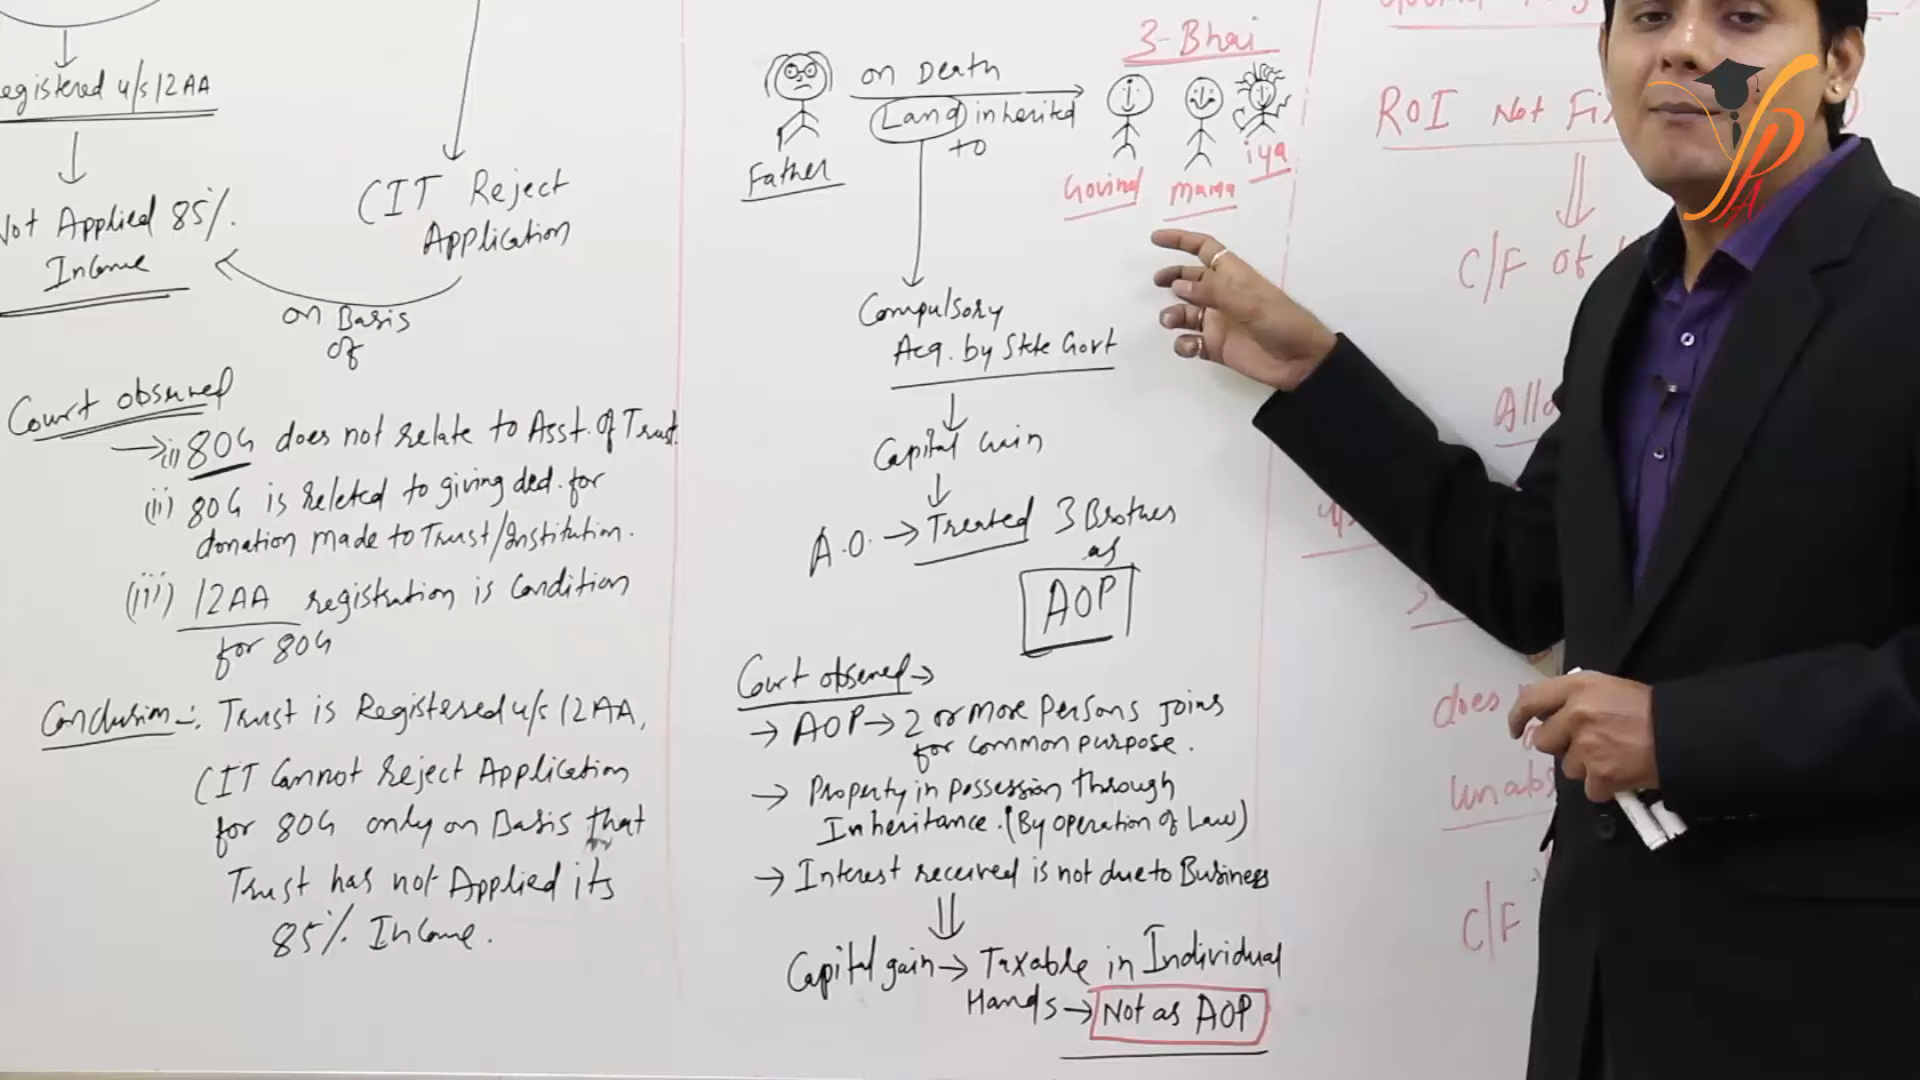 registered u/s 12AA
Not Applied 85%.
Income
CIT Reject
Application
on Basis
of
Court observed
→(i) 80G does not relate to Asst. of Trust.
(ii) 80G is releted to giving ded. for
donation made to Trust/Institution.
(iii) 12AA registration is Condition
for 80G
Conclusion -: Trust is Registered u/s 12AA,
CIT Cannot Reject Application
for 80G only on Basis that
Trust has not Applied its
85% Income.
3-Bhai
on Death
Land inherited
to
Father
Govind
mama
iya
Compulsory
Acq. by State Govt
Capital Gain
A.O. → Treated 3 Brothers
as
AOP
Court observed →
→ AOP → 2 or more Persons Joins
for common purpose.
→ Property in possession through
Inheritance. (By operation of Law)
→ Interest received is not due to Business
Capital gain → Taxable in Individual
Hands → Not as AOP
ROI Not
C/F of
does
C/F